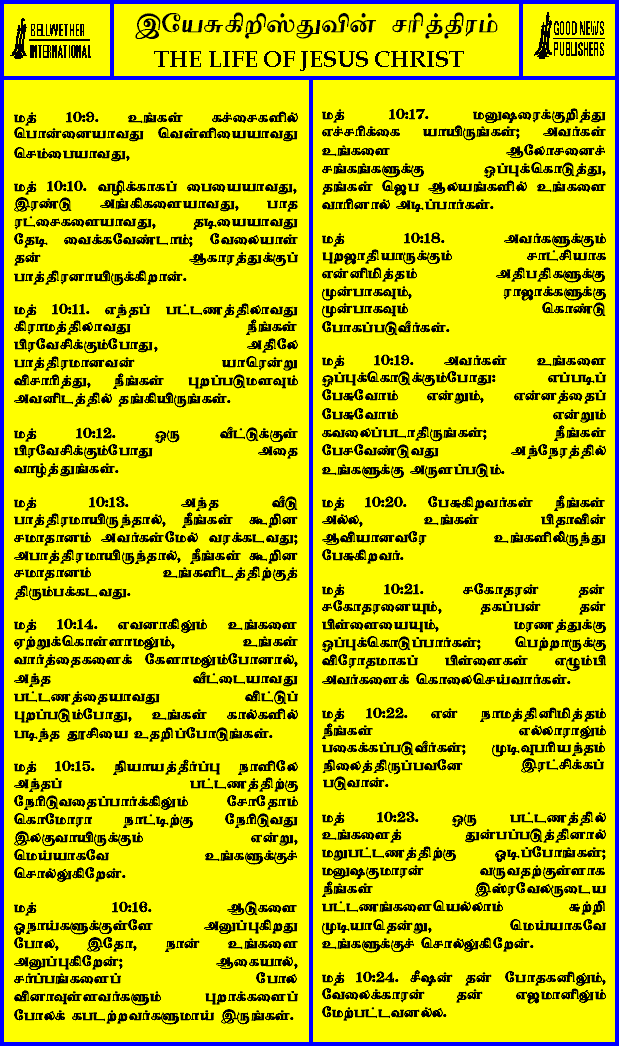 BELLWETHER
INTERNATIONAL
இயேசுகிறிஸ்துவின் சரித்திரம்
THE LIFE OF JESUS CHRIST
GOOD NEWS
PUBLISHERS
மத் 10:9. உங்கள் கச்சைகளில்
பொன்னையாவது வெள்ளியையாவது
செம்பையாவது,
மத் 10:10. வழிக்காகப் பையையாவது,
இரண்டு அங்கிகளையாவது, பாத
ரட்சைகளையாவது, தடியையாவது
தேடி வைக்கவேண்டாம்; வேலையாள்
தன் ஆகாரத்துக்குப்
பாத்திரனாயிருக்கிறான்.
மத் 10:11. எந்தப் பட்டணத்திலாவது
கிராமத்திலாவது நீங்கள்
பிரவேசிக்கும்போது, அதிலே
பாத்திரமானவன் யாரென்று
விசாரித்து, நீங்கள் புறப்படுமளவும்
அவனிடத்தில் தங்கியிருங்கள்.
மத் 10:12. ஒரு வீட்டுக்குள்
பிரவேசிக்கும்போது அதை
வாழ்த்துங்கள்.
மத் 10:13. அந்த வீடு
பாத்திரமாயிருந்தால், நீங்கள் கூறின
சமாதானம் அவர்கள்மேல் வரக்கடவது;
அபாத்திரமாயிருந்தால், நீங்கள் கூறின
சமாதானம் உங்களிடத்திற்குத்
திரும்பக்கடவது.
மத் 10:14. எவனாகிலும் உங்களை
ஏற்றுக்கொள்ளாமலும், உங்கள்
வார்த்தைகளைக் கேளாமலும்போனால்,
அந்த வீட்டையாவது
பட்டணத்தையாவது விட்டுப்
புறப்படும்போது, உங்கள் கால்களில்
படிந்த தூசியை உதறிப்போடுங்கள்.
மத் 10:15. நியாயத்தீர்ப்பு நாளிலே
அந்தப் பட்டணத்திற்கு
நேரிடுவதைப்பார்க்கிலும் சோதோம்
கொமோரா நாட்டிற்கு நேரிடுவது
இலகுவாயிருக்கும் என்று,
மெய்யாகவே உங்களுக்குச்
சொல்லுகிறேன்.
மத் 10:16. ஆடுகளை
ஓநாய்களுக்குள்ளே அனுப்புகிறது
போல, இதோ, நான் உங்களை
அனுப்புகிறேன்; ஆகையால்,
சர்ப்பங்களைப் போல
வினாவுள்ளவர்களும் புறாக்களைப்
போலக் கபடற்றவர்களுமாய் இருங்கள்.
மத் 10:17. மனுஷரைக்குறித்து
எச்சரிக்கை யாயிருங்கள்; அவர்கள்
உங்களை ஆலோசனைச்
சங்கங்களுக்கு ஒப்புக்கொடுத்து,
தங்கள் ஜெப ஆலயங்களில் உங்களை
வாரினால் அடிப்பார்கள்.
மத் 10:18. அவர்களுக்கும்
புறஜாதியாருக்கும் சாட்சியாக
என்னிமித்தம் அதிபதிகளுக்கு
முன்பாகவும், ராஜாக்களுக்கு
முன்பாகவும் கொண்டு
போகப்படுவீர்கள்.
மத் 10:19. அவர்கள் உங்களை
ஒப்புக்கொடுக்கும்போது: எப்படிப்
பேசுவோம் என்றும், என்னத்தைப்
பேசுவோம் என்றும்
கவலைப்படாதிருங்கள்; நீங்கள்
பேசவேண்டுவது அந்நேரத்தில்
உங்களுக்கு அருளப்படும்.
மத் 10:20. பேசுகிறவர்கள் நீங்கள்
அல்ல, உங்கள் பிதாவின்
ஆவியானவரே உங்களிலிருந்து
பேசுகிறவர்.
மத் 10:21. சகோதரன் தன்
சகோதரனையும், தகப்பன் தன்
பிள்ளையையும், மரணத்துக்கு
ஒப்புக்கொடுப்பார்கள்; பெற்றாருக்கு
விரோதமாகப் பிள்ளைகள் எழும்பி
அவர்களைக் கொலைசெய்வார்கள்.
மத் 10:22. என் நாமத்தினிமித்தம்
நீங்கள் எல்லாராலும்
பகைக்கப்படுவீர்கள்; முடிவுபரியந்தம்
நிலைத்திருப்பவனே இரட்சிக்கப்
படுவான்.
மத் 10:23. ஒரு பட்டணத்தில்
உங்களைத் துன்பப்படுத்தினால்
மறுபட்டணத்திற்கு ஓடிப்போங்கள்;
மனுஷகுமாரன் வருவதற்குள்ளாக
நீங்கள் இஸ்ரவேலருடைய
பட்டணங்களையெல்லாம் சுற்றி
முடியாதென்று, மெய்யாகவே
உங்களுக்குச் சொல்லுகிறேன்.
மத் 10:24. சீஷன் தன் போதகனிலும்,
வேலைக்காரன் தன் எஜமானிலும்
மேற்பட்டவனல்ல.